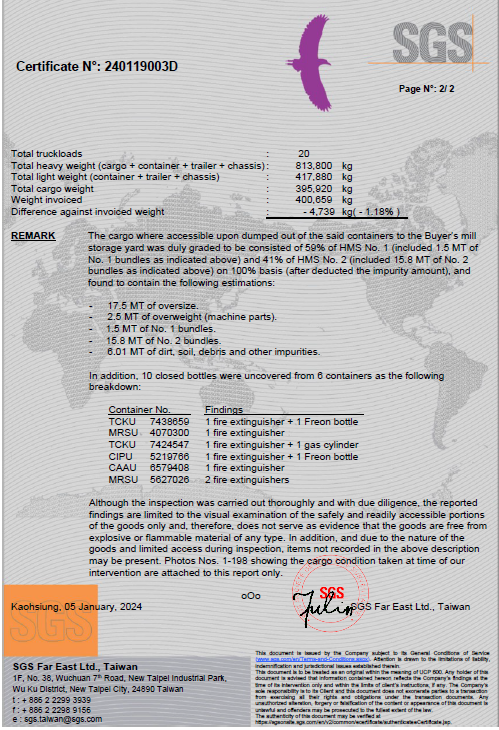 SGS
Certificate N°: 240119003D
Page N°: 2/ 2
Total truckloads : 20
Total heavy weight (cargo + container + trailer + chassis) : 813,800 kg
Total light weight (container + trailer + chassis) : 417,880 kg
Total cargo weight : 395,920 kg
Weight invoiced : 400,659 kg
Difference against invoiced weight : - 4,739 kg( - 1.18% )
REMARK The cargo where accessible upon dumped out of the said containers to the Buyer's mill
storage yard was duly graded to be consisted of 59% of HMS No. 1 (included 1.5 MT of
No. 1 bundles as indicated above) and 41% of HMS No. 2 (included 15.8 MT of No. 2
bundles as indicated above) on 100% basis (after deducted the impurity amount), and
found to contain the following estimations:
- 17.5 MT of oversize.
- 2.5 MT of overweight (machine parts).
- 1.5 MT of No. 1 bundles.
- 15.8 MT of No. 2 bundles.
- 6.01 MT of dirt, soil, debris and other impurities.
In addition, 10 closed bottles were uncovered from 6 containers as the following
breakdown:
Container No. Findings
TCKU 7438659 1 fire extinguisher + 1 Freon bottle
MRSU 4070300 1 fire extinguisher
TCKU 7424547 1 fire extinguisher + 1 gas cylinder
CIPU 5219766 1 fire extinguisher + 1 Freon bottle
CAAU 6579408 1 fire extinguisher
MRSU 5627026 2 fire extinguishers
Although the inspection was carried out thoroughly and with due diligence, the reported
findings are limited to the visual examination of the safely and readily accessible portions
of the goods only and, therefore, does not serve as evidence that the goods are free from
explosive or flammable material of any type. In addition, and due to the nature of the
goods and limited access during inspection, items not recorded in the above description
may be present. Photos Nos. 1-198 showing the cargo condition taken at time of our
intervention are attached to this report only.
oOo
SGS
Kaohsiung, 05 January, 2024 SGS Far East Ltd., Taiwan
SGS
SGS Far East Ltd., Taiwan
1F, No. 38, Wuchuan 7th Road, New Taipei Industrial Park,
Wu Ku District, New Taipei City, 24890 Taiwan
t : + 886 2 2299 3939
f : + 886 2 2298 9156
e : sgs.taiwan@sgs.com
This document is issued by the Company subject to its General Conditions of Service
(www.sgs.com/en/Terms-and-Conditions.aspx). Attention is drawn to the limitations of liability,
indemnification and jurisdictional issues established therein.
This document is to be treated as an original within the meaning of UCP 600. Any holder of this
document is advised that information contained hereon reflects the Company's findings at the
time of its intervention only and within the limits of client's instructions, if any. The Company's
sole responsibility is to its Client and this document does not exonerate parties to a transaction
from exercising all their rights and obligations under the transaction documents. Any
unauthorized alteration, forgery or falsification of the content or appearance of this document is
unlawful and offenders may be prosecuted to the fullest extent of the law.
The authenticity of this document may be verified at